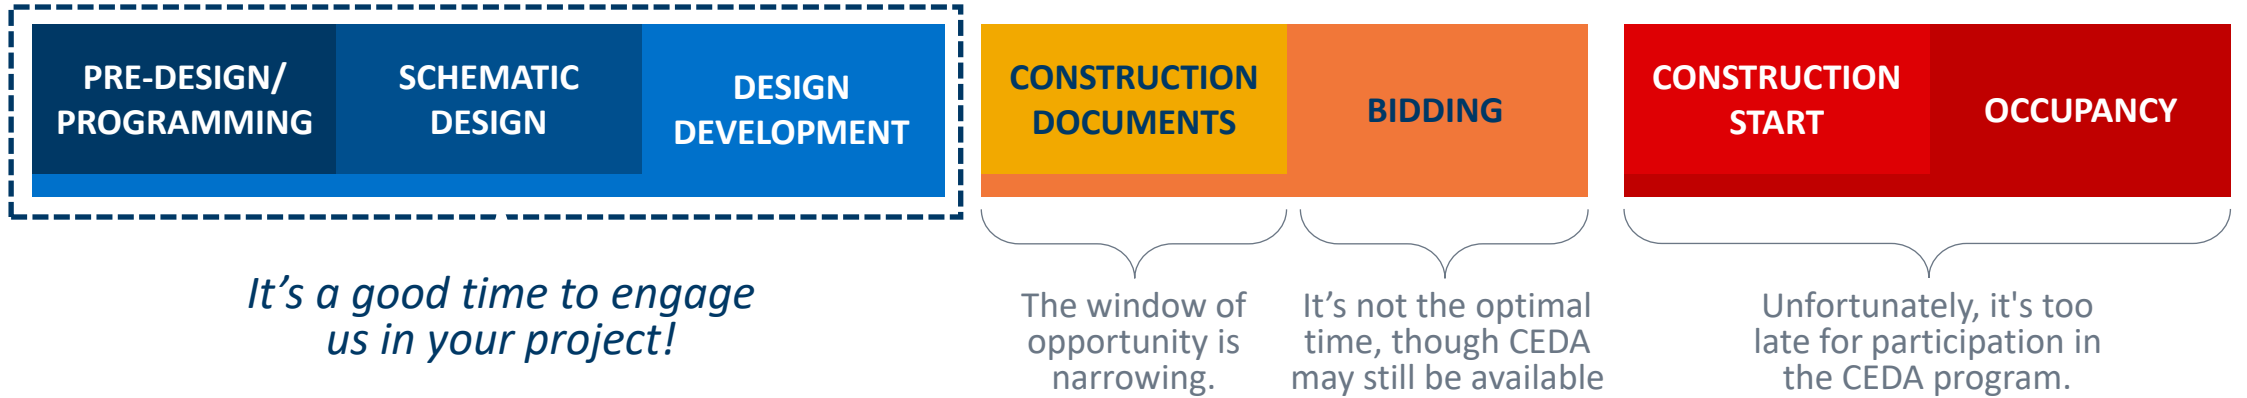 PRE-DESIGN/
PROGRAMMING
SCHEMATIC
DESIGN
DESIGN
DEVELOPMENT
CONSTRUCTION
DOCUMENTS
BIDDING
CONSTRUCTION
START
OCCUPANCY
It’s a good time to engage
us in your project!
The window of
opportunity is
narrowing.
It’s not the optimal
time, though CEDA
may still be available
Unfortunately, it's too
late for participation in
the CEDA program.